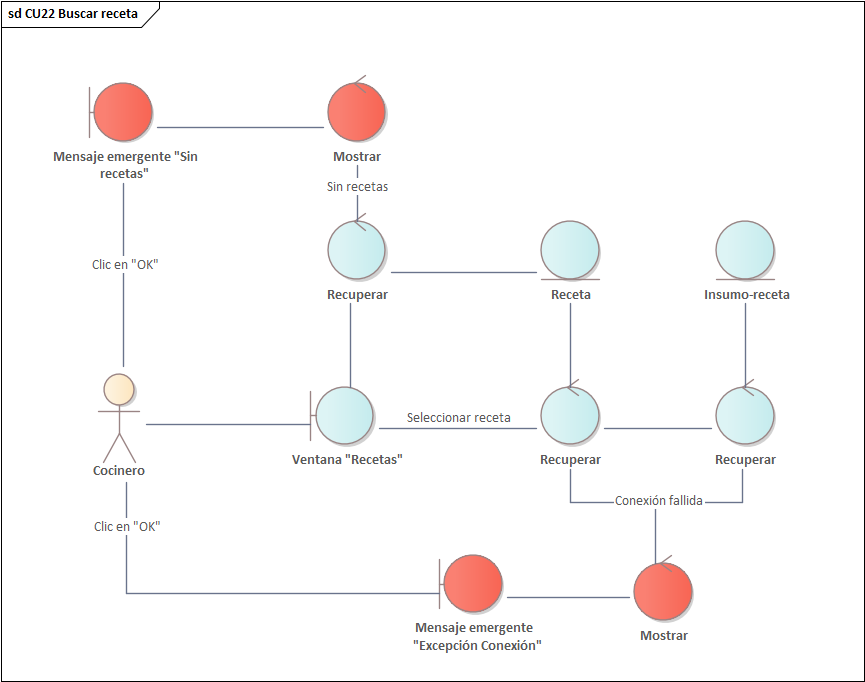 sd CU22 Buscar receta
Mensaje emergente "Sin
recetas"
Mostrar
Sin recetas
Clic en "OK"
Recuperar
Receta
Insumo-receta
Seleccionar receta
Cocinero
Ventana "Recetas"
Recuperar
Recuperar
Conexión fallida
Clic en "OK"
Mensaje emergente
"Excepción Conexión"
Mostrar